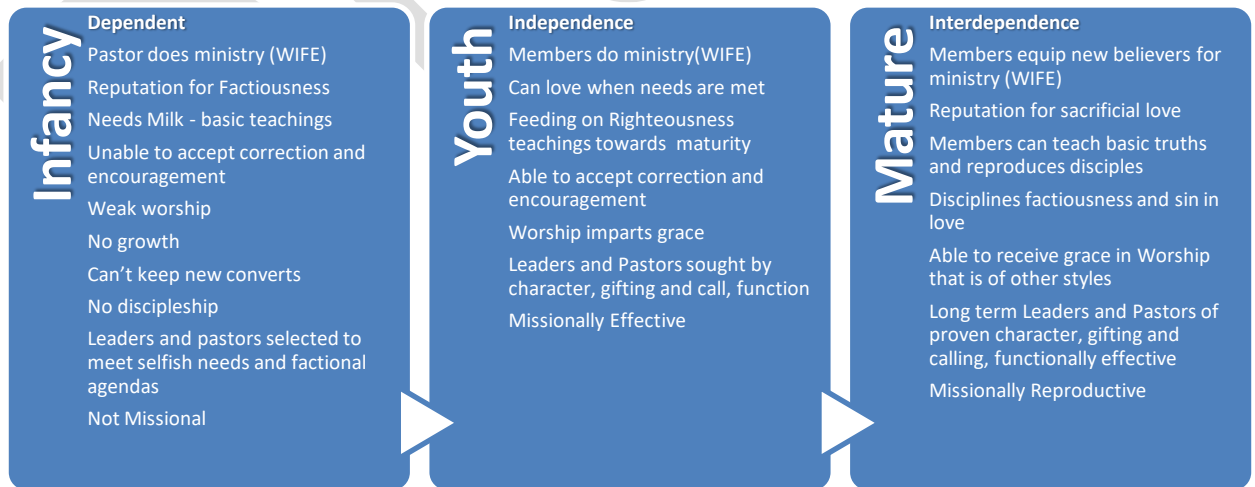 Infancy
Dependent
Pastor does ministry (WIFE)
Reputation for Factiousness
Needs Milk - basic teachings
Unable to accept correction and
encouragement
Weak worship
No growth
Can’t keep new converts
No discipleship
Leaders and pastors selected to
meet selfish needs and factional
agendas
Not Missional
Youth
Independence
Members do ministry(WIFE)
Can love when needs are met
Feeding on Righteousness
teachings towards maturity
Able to accept correction and
encouragement
Worship imparts grace
Leaders and Pastors sought by
character, gifting and call, function
Missionally Effective
Mature
Interdependence
Members equip new believers for
ministry (WIFE)
Reputation for sacrificial love
Members can teach basic truths
and reproduces disciples
Disciplines factiousness and sin in
love
Able to receive grace in Worship
that is of other styles
Long term Leaders and Pastors of
proven character, gifting and
calling, functionally effective
Missionally Reproductive